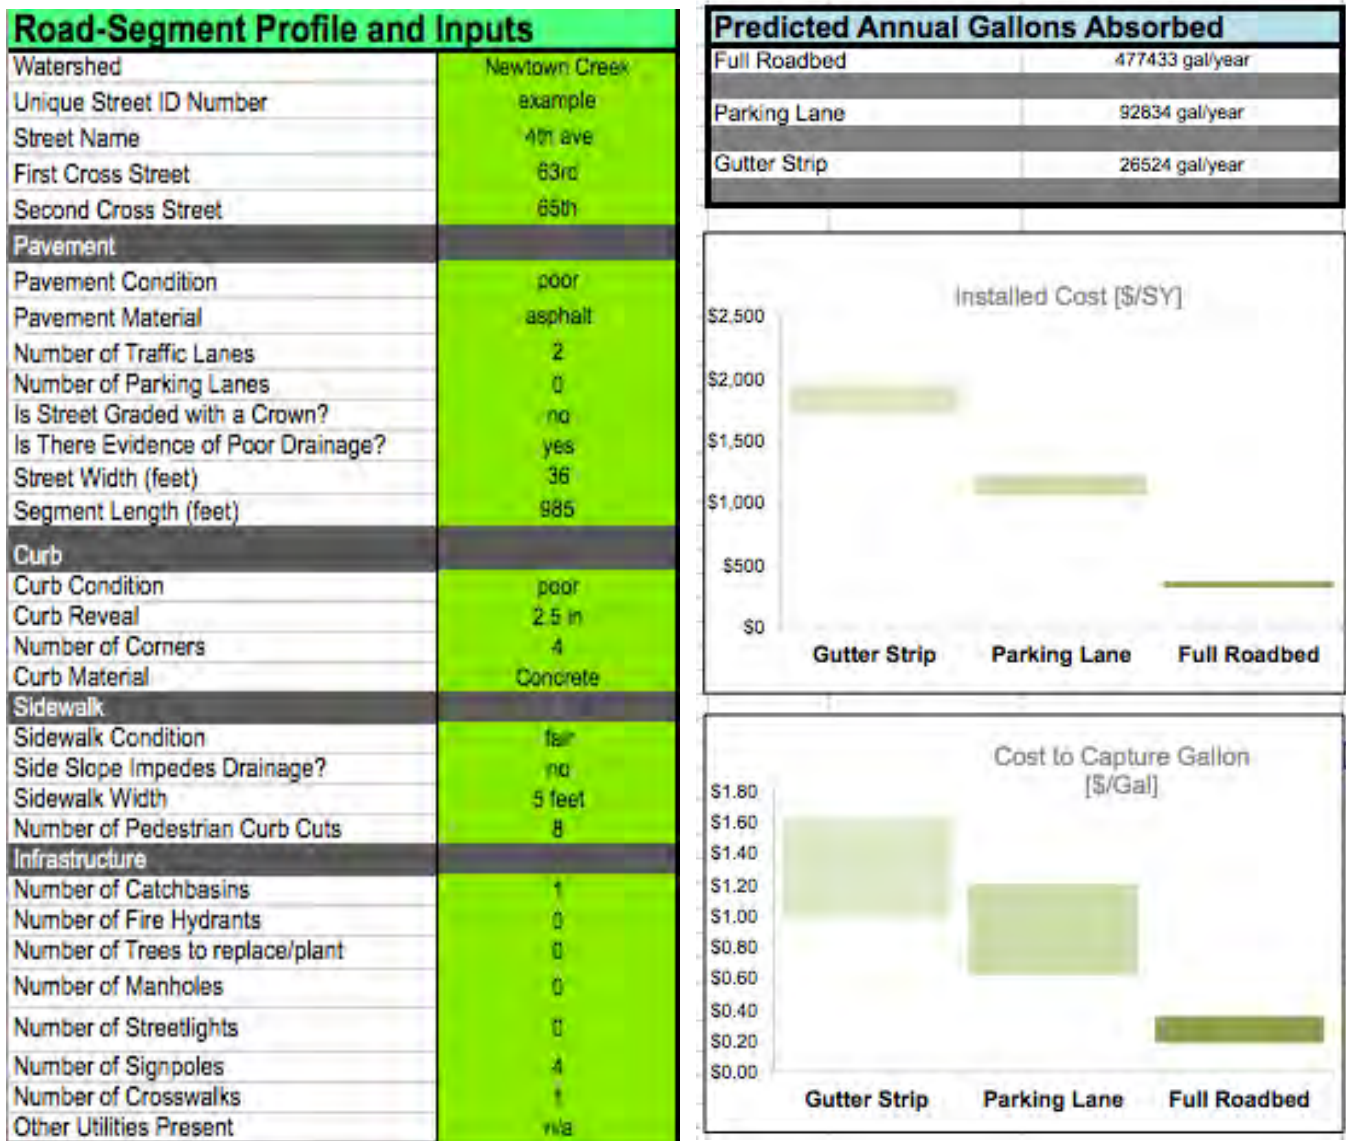 Road-Segment Profile and Inputs
Watershed Newtown Creek
Unique Street ID Number example
Street Name 4th ave
First Cross Street 63rd
Second Cross Street 65th
Pavement
Pavement Condition poor
Pavement Material asphalt
Number of Traffic Lanes 2
Number of Parking Lanes 0
Is Street Graded with a Crown? no
Is There Evidence of Poor Drainage? yes
Street Width (feet) 36
Segment Length (feet) 985
Curb
Curb Condition poor
Curb Reveal 2.5 in
Number of Corners 4
Curb Material Concrete
Sidewalk
Sidewalk Condition fair
Side Slope Impedes Drainage? no
Sidewalk Width 5 feet
Number of Pedestrian Curb Cuts 8
Infrastructure
Number of Catchbasins 1
Number of Fire Hydrants 0
Number of Trees to replace/plant 0
Number of Manholes 0
Number of Streetlights 0
Number of Signpoles 4
Number of Crosswalks 1
Other Utilities Present n/a
Predicted Annual Gallons Absorbed
Full Roadbed 477433 gal/year
Parking Lane 92834 gal/year
Gutter Strip 26524 gal/year
Installed Cost [$/SY]
$2,500
$2,000
$1,500
$1,000
$500
$0
Gutter Strip Parking Lane Full Roadbed
Cost to Capture Gallon
[$/Gal]
$1.80
$1.60
$1.40
$1.20
$1.00
$0.80
$0.60
$0.40
$0.20
$0.00
Gutter Strip Parking Lane Full Roadbed